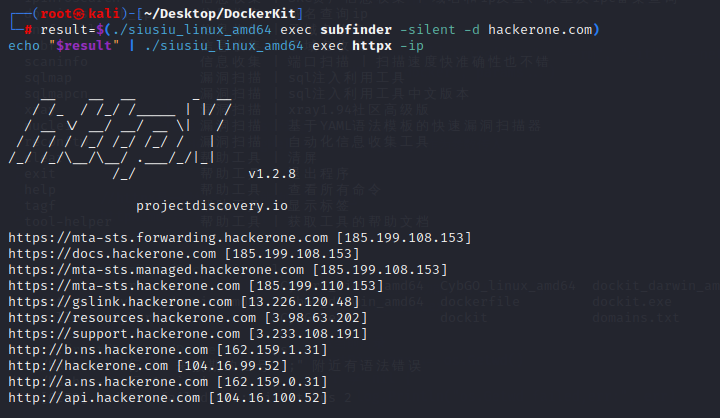 ┌──(root㉿kali)-[~/Desktop/DockerKit]
└─# result=$(./siusiu_linux_amd64 exec subfinder -silent -d hackerone.com)
echo "$result" | ./siusiu_linux_amd64 exec httpx -ip
v1.2.8
projectdiscovery.io
https://mta-sts.forwarding.hackerone.com [185.199.108.153]
https://docs.hackerone.com [185.199.108.153]
https://mta-sts.managed.hackerone.com [185.199.108.153]
https://mta-sts.hackerone.com [185.199.110.153]
https://gslink.hackerone.com [13.226.120.48]
https://resources.hackerone.com [3.98.63.202]
https://support.hackerone.com [3.233.108.191]
http://b.ns.hackerone.com [162.159.1.31]
http://hackerone.com [104.16.99.52]
http://a.ns.hackerone.com [162.159.0.31]
http://api.hackerone.com [104.16.100.52]